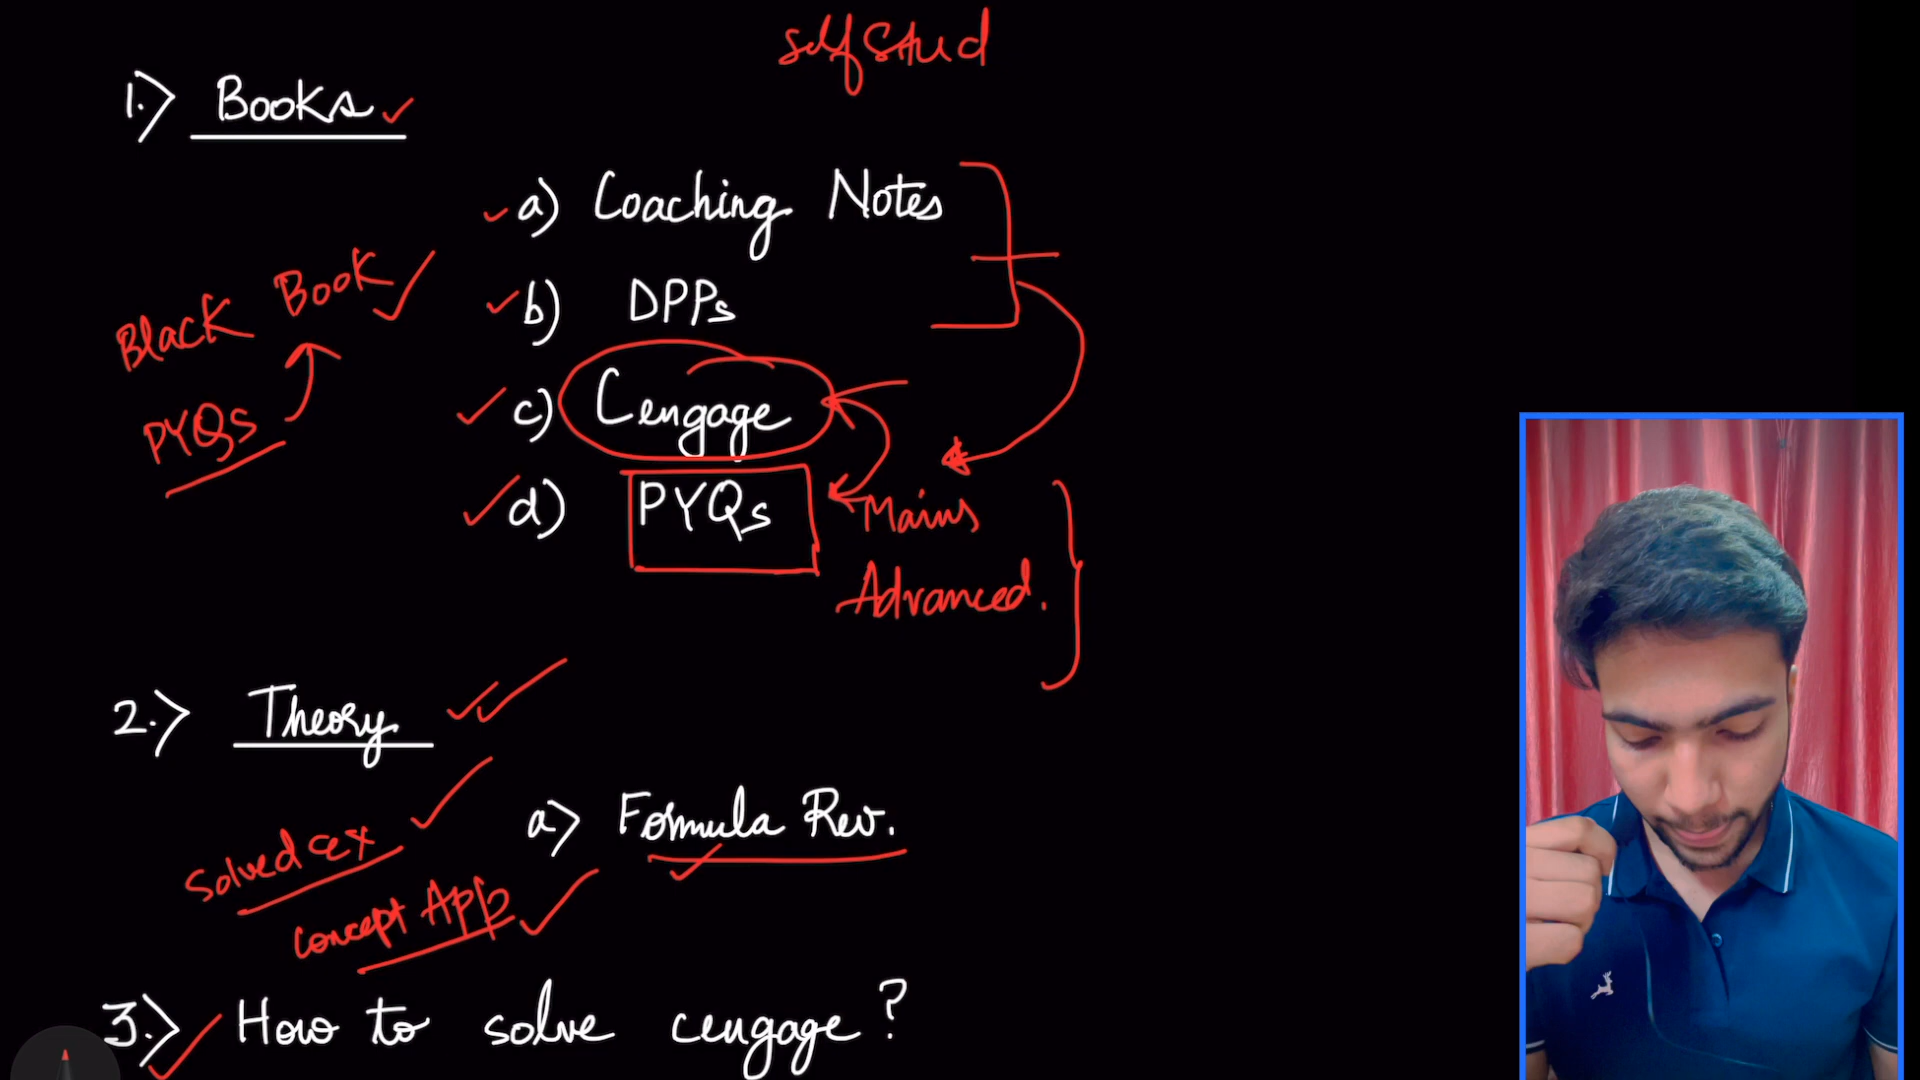 self Stud
1.) Books
a) Coaching Notes
b) DPPs
Black Book
c) Cengage
PYQs
d) PYQs
Mains
Advanced.
2.) Theory
a) Formula Rev.
Solved ex
Concept App
3.) How to solve cengage?